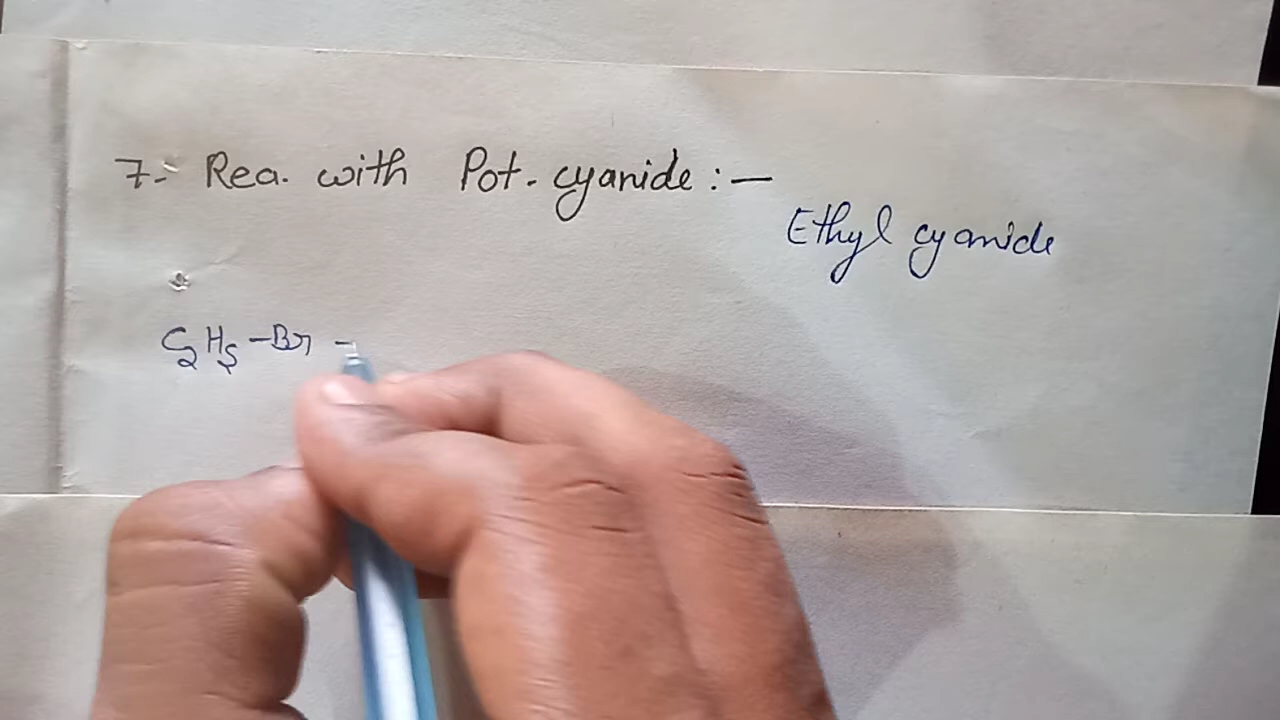 7. Rea. with Pot. cyanide : —
Ethyl cyanide
C2H5 - Br -